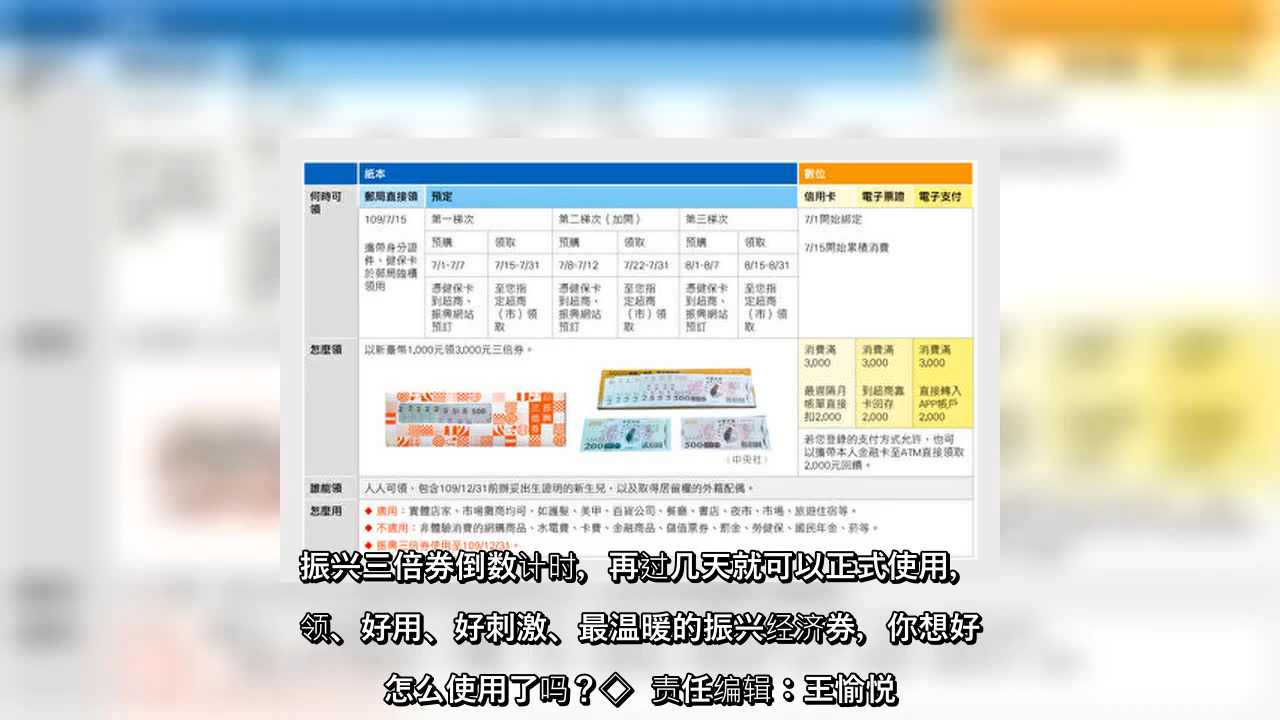 紙本
數位
何時可領
郵局直接領 預定
信用卡 電子票證 電子支付
109/7/15
攜帶身分證件、健保卡於郵局臨櫃領用
第一梯次 第二梯次（加開） 第三梯次
預購 領取 預購 領取 預購 領取
7/1-7/7 7/15-7/31 7/8-7/12 7/22-7/31 8/1-8/7 8/15-8/31
憑健保卡到超商、振興網站預訂
至您指定超商（市）領取
憑健保卡到超商、振興網站預訂
至您指定超商（市）領取
憑健保卡到超商、振興網站預訂
至您指定超商（市）領取
7/1開始綁定
7/15開始累積消費
怎麼領
以新臺幣1,000元領3,000元三倍券。
（中央社）
消費滿3,000
最遲隔月帳單直接扣2,000
消費滿3,000
到超商靠卡回存2,000
消費滿3,000
直接轉入APP帳戶2,000
若您登錄的支付方式允許，也可以攜帶本人金融卡至ATM直接領取2,000元回饋。
誰能領
人人可領，包含109/12/31前辦妥出生證明的新生兒，以及取得居留權的外籍配偶。
怎麼用
◆ 適用：實體店家、市場攤商均可，如護髮、美甲、百貨公司、餐廳、書店、夜市、市場、旅遊住宿等。
◆ 不適用：非體驗消費的網購商品、水電費、卡費、金融商品、儲值票券、罰金、勞健保、國民年金、菸等。
◆ 振興三倍券使用至109/12/31。
振兴三倍券倒数计时，再过几天就可以正式使用，
领、好用、好刺激、最温暖的振兴经济券，你想好
怎么使用了吗？◇ 责任编辑：王愉悦